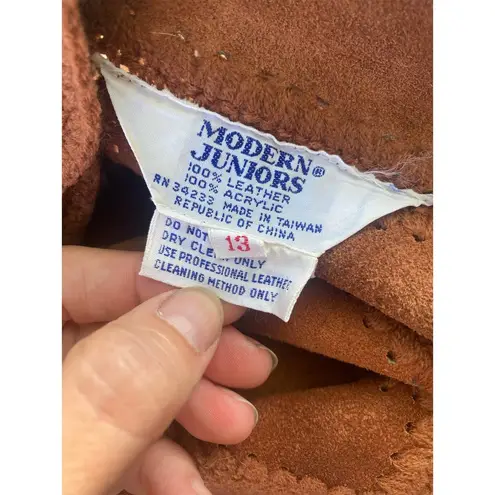 MODERN®
JUNIORS
100% LEATHER
100% ACRYLIC
RN 34233 MADE IN TAIWAN
REPUBLIC OF CHINA
13
DO NOT
DRY ONLY
USE PROFESSIONAL LEATHER
CLEANING METHOD ONLY